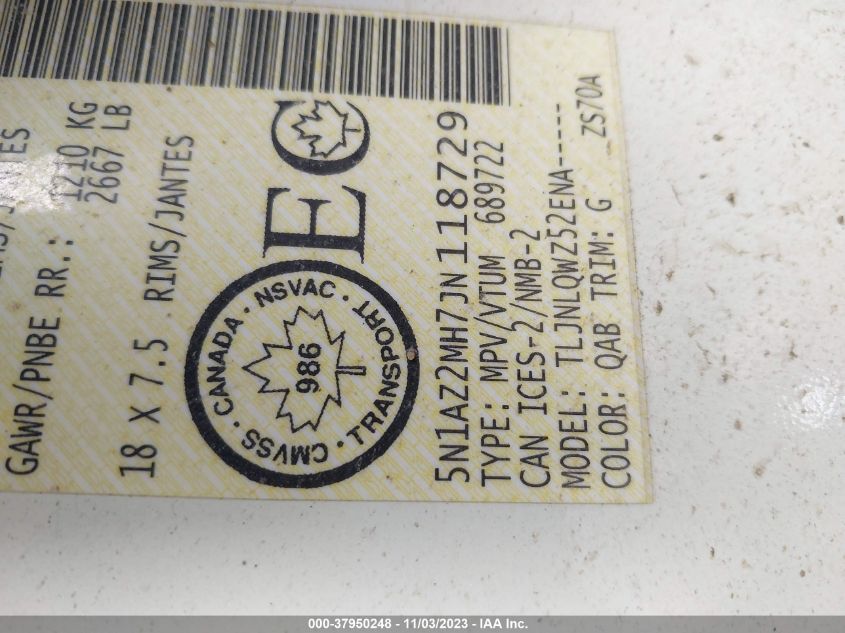 GAWR/PNBE RR.: 1210 KG
2667 LB
18 X 7.5 RIMS/JANTES
EC
CMVSS · CANADA · NSVAC · TRANSPORT ·
986
5N1AZ2MH7JN118729
TYPE: MPV/VTUM 689722
CAN ICES-2/NMB-2
MODEL: TLJNLQWZ52ENA-----
COLOR: QAB TRIM: G ZS70A
000-37950248 - 11/03/2023 - IAA Inc.